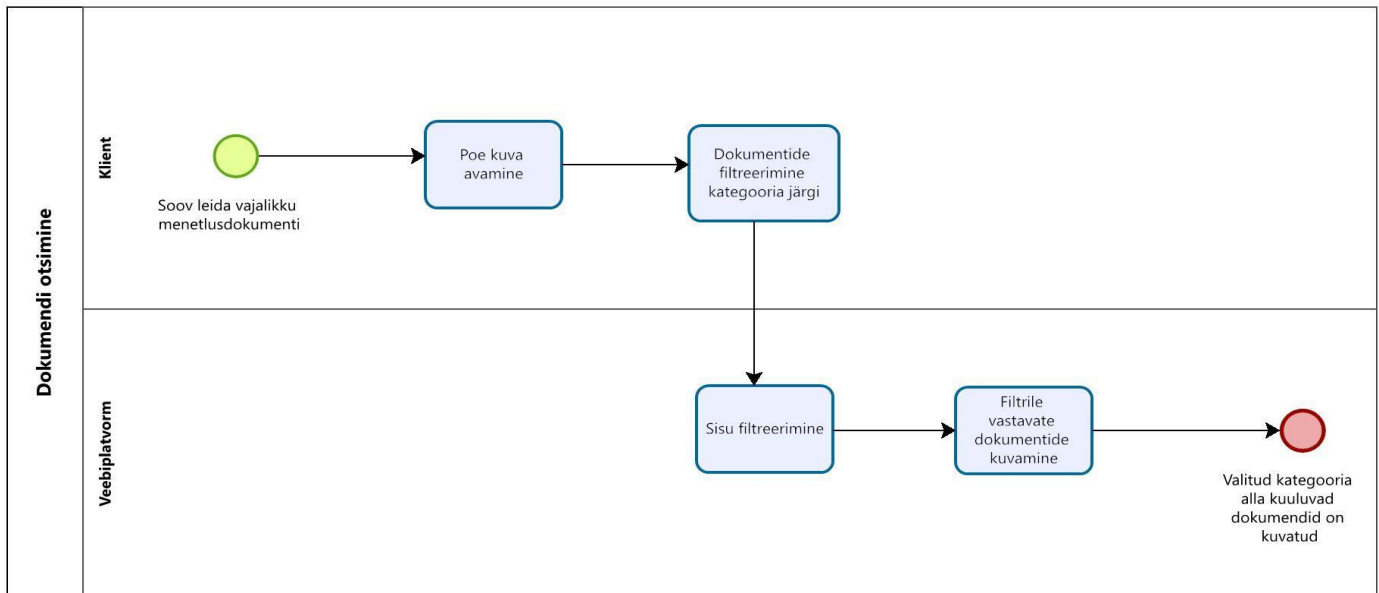 Dokumendi otsimine
Klient
Soov leida vajalikku
menetlusdokumenti
Poe kuva
avamine
Dokumentide
filtreerimine
kategooria järgi
Veebiplatvorm
Sisu filtreerimine
Filtrile
vastavate
dokumentide
kuvamine
Valitud kategooria
alla kuuluvad
dokumendid on
kuvatud